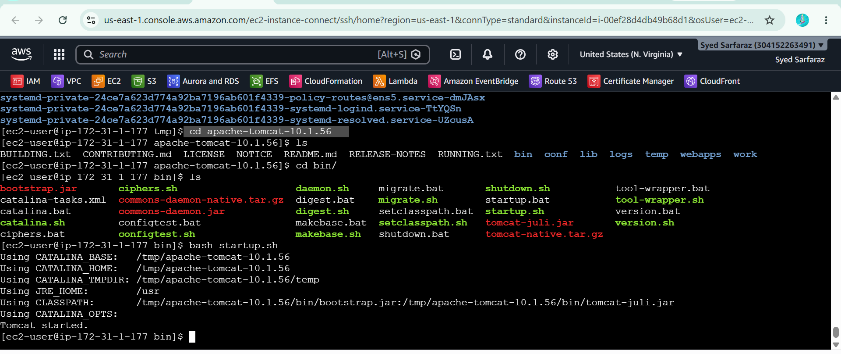 us-east-1.console.aws.amazon.com/ec2-instance-connect/ssh/home?region=us-east-1&connType=standard&instanceId=i-00ef28d4db49b68d1&osUser=ec2-...
aws Search [Alt+S] United States (N. Virginia) ▼ Syed Sarfaraz (304152263491) ▼
Syed Sarfaraz
IAM VPC EC2 S3 Aurora and RDS EFS CloudFormation Lambda Amazon EventBridge Route 53 Certificate Manager CloudFront
systemd-private-24ce7a623d774a92ba7196ab601f4339-policy-routes@ens5.service-dmJAsx
systemd-private-24ce7a623d774a92ba7196ab601f4339-systemd-logind.service-TtYQ8n
systemd-private-24ce7a623d774a92ba7196ab601f4339-systemd-resolved.service-UZousA
[ec2-user@ip-172-31-1-177 tmp]$ cd apache-tomcat-10.1.56
[ec2-user@ip-172-31-1-177 apache-tomcat-10.1.56]$ ls
BUILDING.txt CONTRIBUTING.md LICENSE NOTICE README.md RELEASE-NOTES RUNNING.txt bin conf lib logs temp webapps work
[ec2-user@ip-172-31-1-177 apache-tomcat-10.1.56]$ cd bin/
[ec2-user@ip-172-31-1-177 bin]$ ls
bootstrap.jar ciphers.sh daemon.sh migrate.bat shutdown.sh tool-wrapper.bat
catalina-tasks.xml commons-daemon-native.tar.gz digest.bat migrate.sh startup.bat tool-wrapper.sh
catalina.bat commons-daemon.jar digest.sh setclasspath.bat startup.sh version.bat
catalina.sh configtest.bat makebase.bat setclasspath.sh tomcat-juli.jar version.sh
ciphers.bat configtest.sh makebase.sh shutdown.bat tomcat-native.tar.gz
[ec2-user@ip-172-31-1-177 bin]$ bash startup.sh
Using CATALINA_BASE: /tmp/apache-tomcat-10.1.56
Using CATALINA_HOME: /tmp/apache-tomcat-10.1.56
Using CATALINA_TMPDIR: /tmp/apache-tomcat-10.1.56/temp
Using JRE_HOME: /usr
Using CLASSPATH: /tmp/apache-tomcat-10.1.56/bin/bootstrap.jar:/tmp/apache-tomcat-10.1.56/bin/tomcat-juli.jar
Using CATALINA_OPTS:
Tomcat started.
[ec2-user@ip-172-31-1-177 bin]$